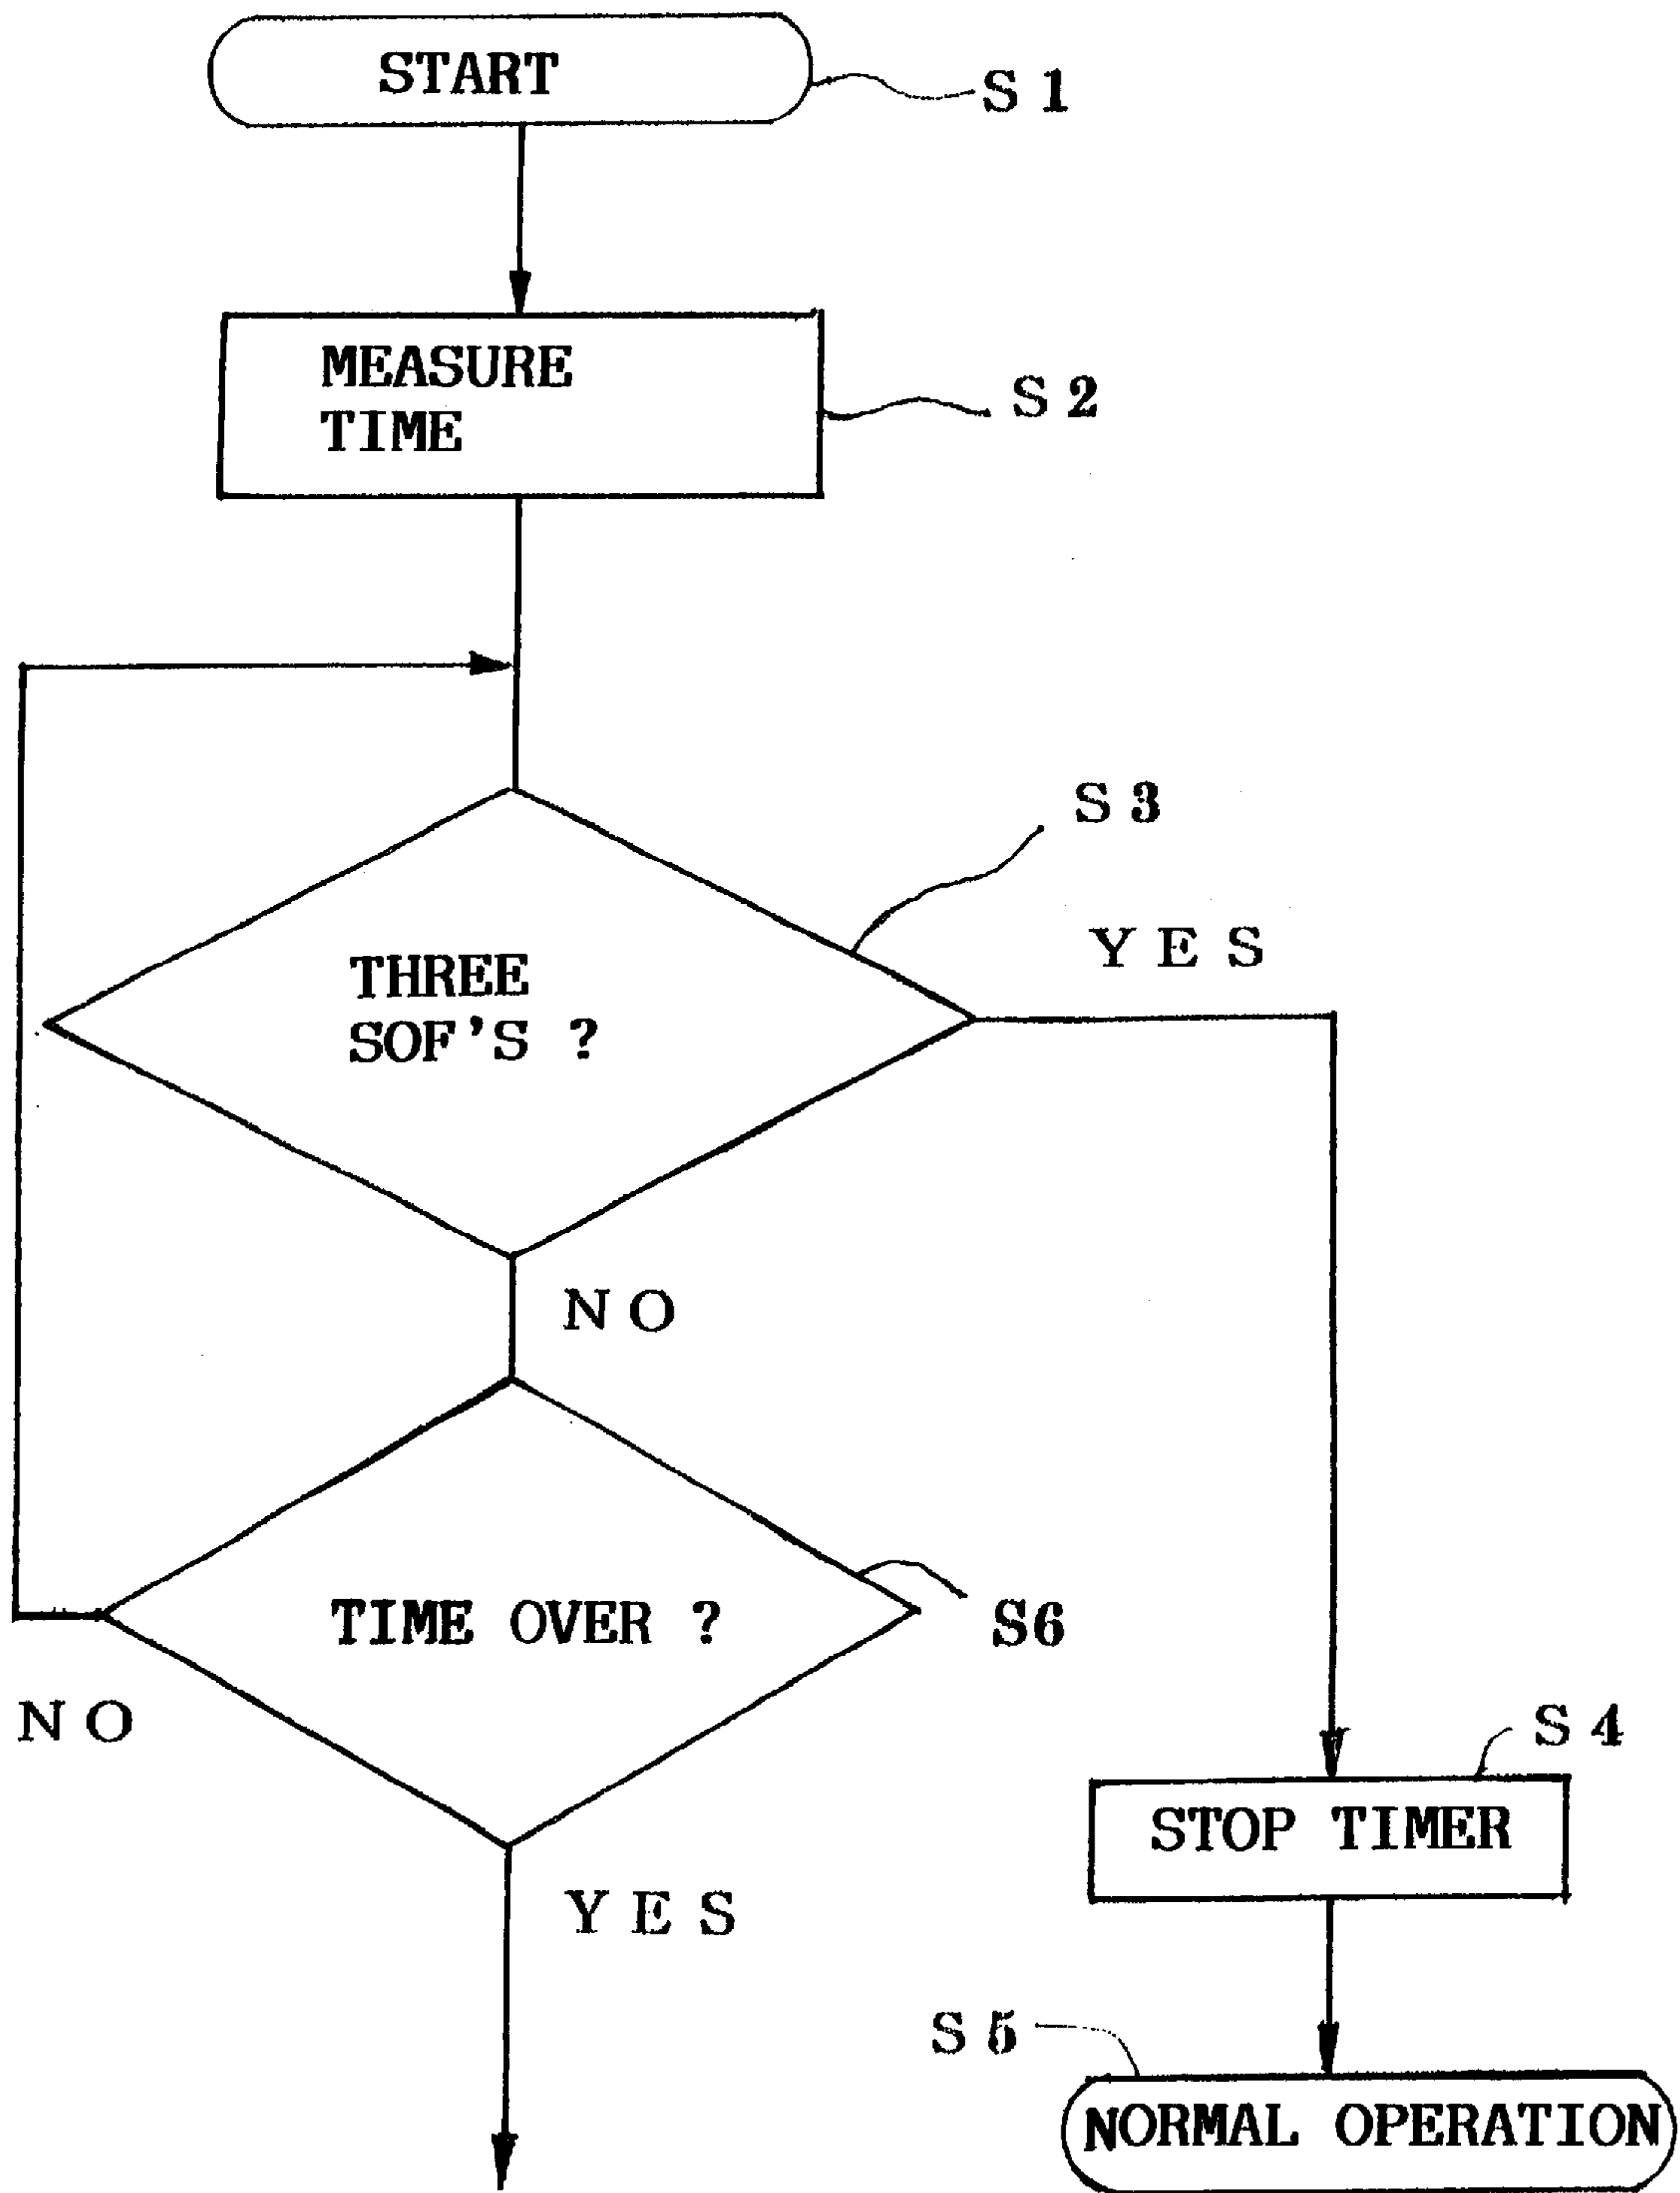 START
S 1
MEASURE
TIME
S 2
S 3
YES
THREE
SOF'S ?
NO
TIME OVER ?
S6
NO
S 4
STOP TIMER
YES
S 5
NORMAL OPERATION